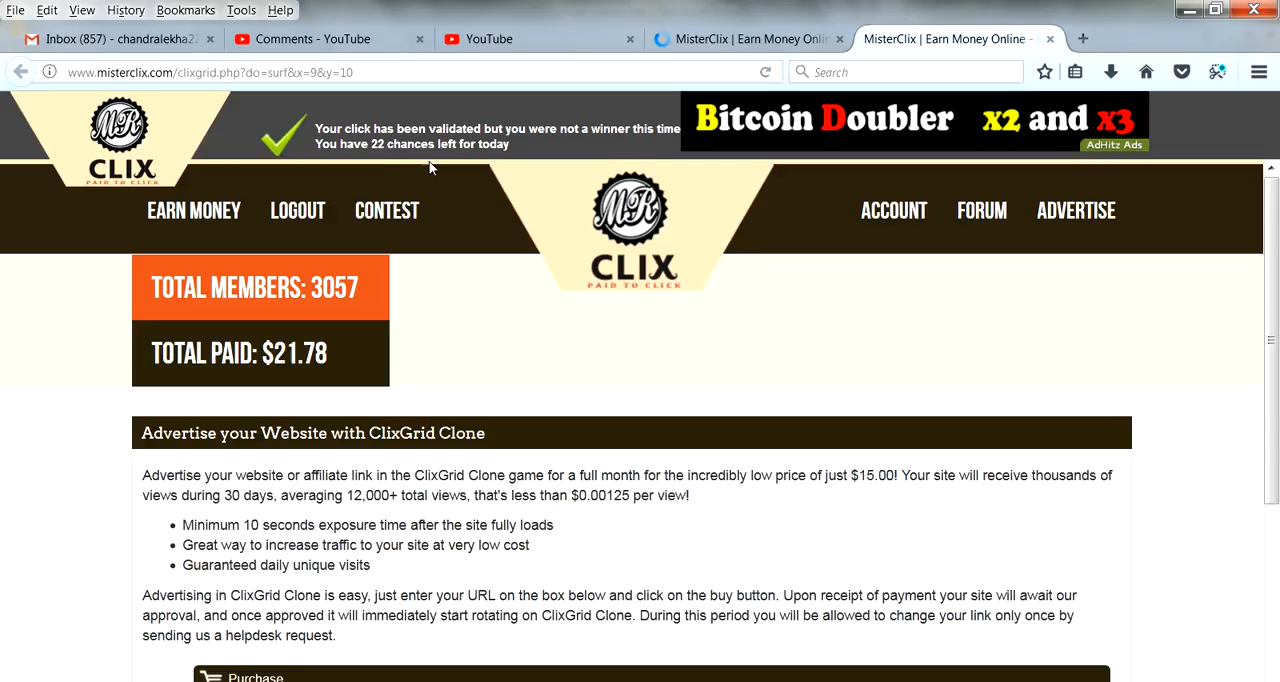 File Edit View History Bookmarks Tools Help
Inbox (857) - chandralekha22 × Comments - YouTube × YouTube × MisterClix | Earn Money Onlin × MisterClix | Earn Money Online - × +
www.misterclix.com/clixgrid.php?do=surf&x=9&y=10 Search
MR
CLIX
PAID TO CLICK
Your click has been validated but you were not a winner this time
You have 22 chances left for today
Bitcoin Doubler x2 and x3
AdHitz Ads
EARN MONEY LOGOUT CONTEST
MR
CLIX
PAID TO CLICK
ACCOUNT FORUM ADVERTISE
TOTAL MEMBERS: 3057
TOTAL PAID: $21.78
Advertise your Website with ClixGrid Clone
Advertise your website or affiliate link in the ClixGrid Clone game for a full month for the incredibly low price of just $15.00! Your site will receive thousands of
views during 30 days, averaging 12,000+ total views, that's less than $0.00125 per view!
• Minimum 10 seconds exposure time after the site fully loads
• Great way to increase traffic to your site at very low cost
• Guaranteed daily unique visits
Advertising in ClixGrid Clone is easy, just enter your URL on the box below and click on the buy button. Upon receipt of payment your site will await our
approval, and once approved it will immediately start rotating on ClixGrid Clone. During this period you will be allowed to change your link only once by
sending us a helpdesk request.
Purchase